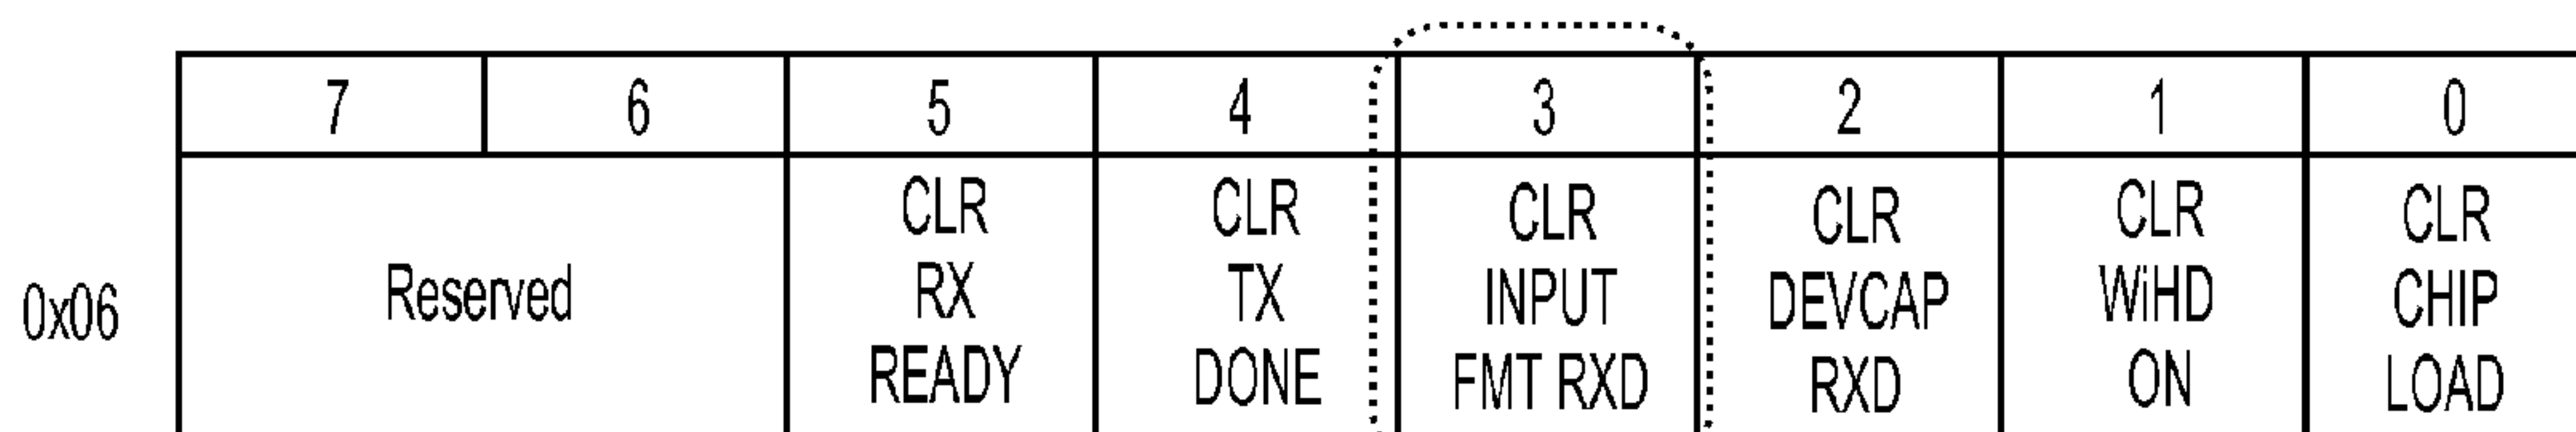 7 6 5 4 3 2 1 0
0x06
Reserved
CLR
RX
READY
CLR
TX
DONE
CLR
INPUT
FMT RXD
CLR
DEVCAP
RXD
CLR
WiHD
ON
CLR
CHIP
LOAD